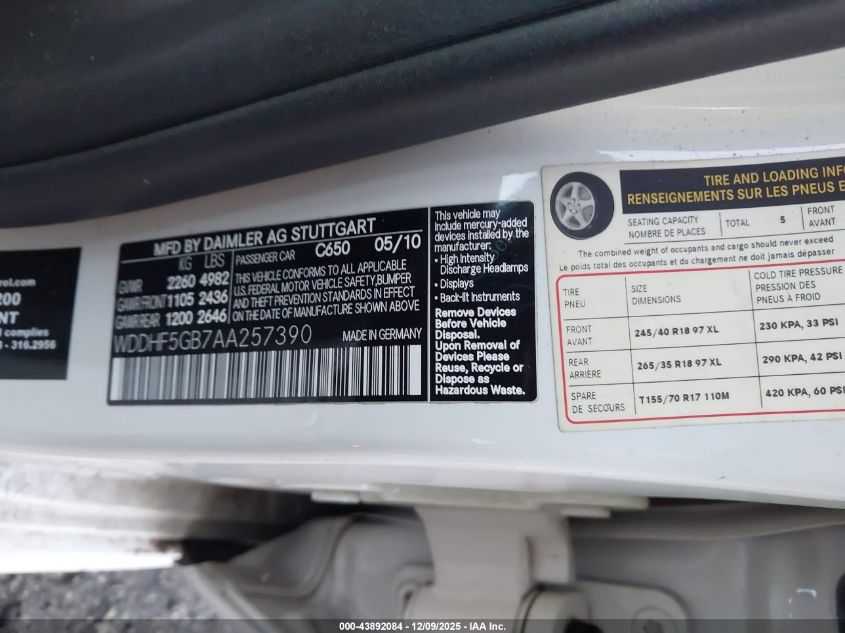 rol.com
200
NT
complies
- 316.2956
MFD BY DAIMLER AG STUTTGART
KG LBS PASSENGER CAR C650 05/10
GVWR 2260 4982
GAWR FRONT 1105 2436
GAWR REAR 1200 2646
THIS VEHICLE CONFORMS TO ALL APPLICABLE
U.S. FEDERAL MOTOR VEHICLE SAFETY, BUMPER
AND THEFT PREVENTION STANDARDS IN EFFECT
ON THE DATE OF MANUFACTURE SHOWN ABOVE
WDDHF5GB7AA257390 MADE IN GERMANY
This vehicle may
Include mercury-added
devices installed by the
manufacturer:
• High Intensity
Discharge Headlamps
• Displays
• Back-lit Instruments
Remove Devices
Before Vehicle
Disposal.
Upon Removal of
Devices Please
Reuse, Recycle or
Dispose as
Hazardous Waste.
TIRE AND LOADING INFO
RENSEIGNEMENTS SUR LES PNEUS E
SEATING CAPACITY
NOMBRE DE PLACES
TOTAL 5
FRONT
AVANT
The combined weight of occupants and cargo should never exceed
Le poids total des occupants et du chargement ne doit jamais dépasser
TIRE
PNEU
SIZE
DIMENSIONS
COLD TIRE PRESSURE
PRESSION DES
PNEUS À FROID
FRONT
AVANT
245/40 R18 97 XL
230 KPA, 33 PSI
REAR
ARRIÈRE
265/35 R18 97 XL
290 KPA, 42 PSI
SPARE
DE SECOURS
T155/70 R17 110M
420 KPA, 60 PSI
000-43892084 - 12/09/2025 - IAA Inc.